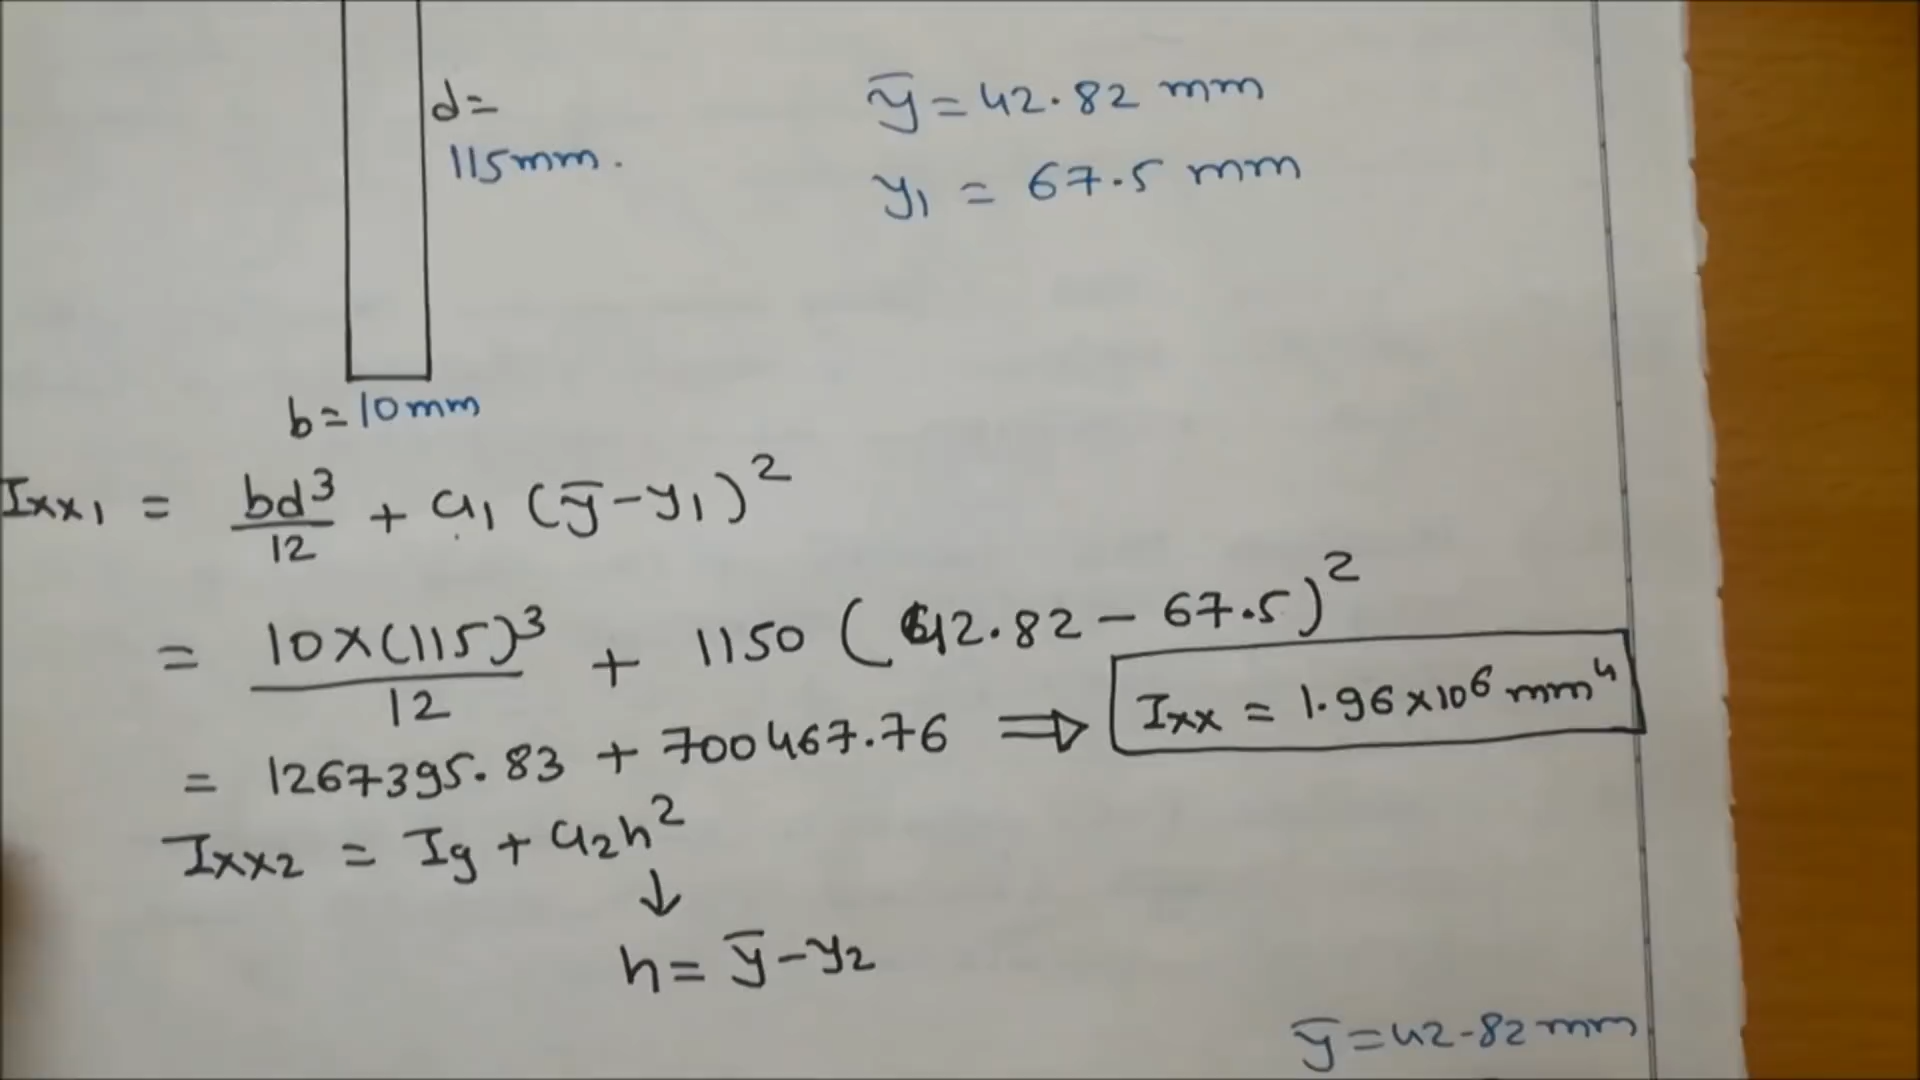 d=
115mm.
ȳ = 42.82 mm
y₁ = 67.5 mm
b = 10mm
Ixx₁ = bd³/12 + a₁ (ȳ - y₁)²
= 10×(115)³/12 + 1150 (42.82 - 67.5)²
= 1267395.83 + 700467.76 ⇒ Ixx = 1.96×10⁶ mm⁴
Ixx₂ = Ig + a₂h²
↓
h = ȳ - y₂
ȳ = 42.82 mm